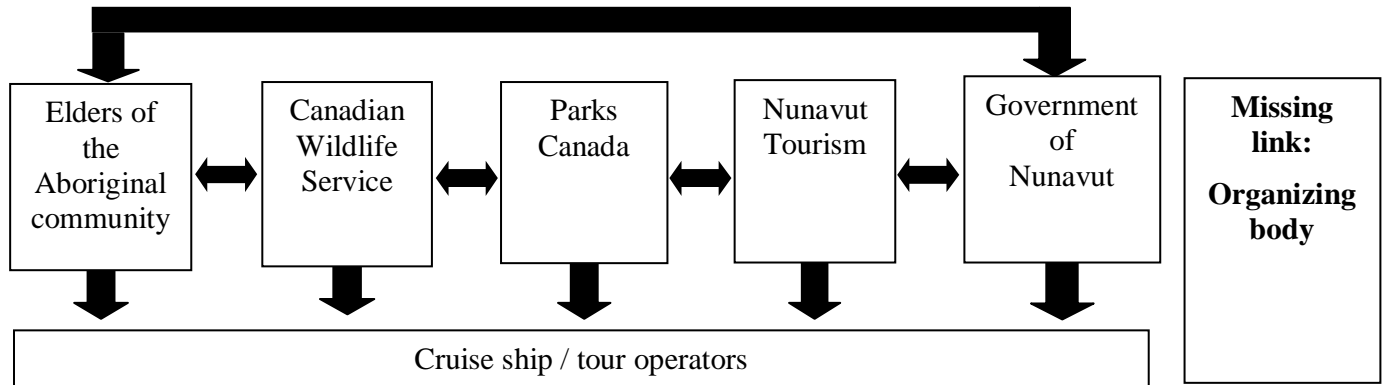 Elders of
the
Aboriginal
community
Canadian
Wildlife
Service
Parks
Canada
Nunavut
Tourism
Government
of
Nunavut
Missing
link:
Organizing
body
Cruise ship / tour operators